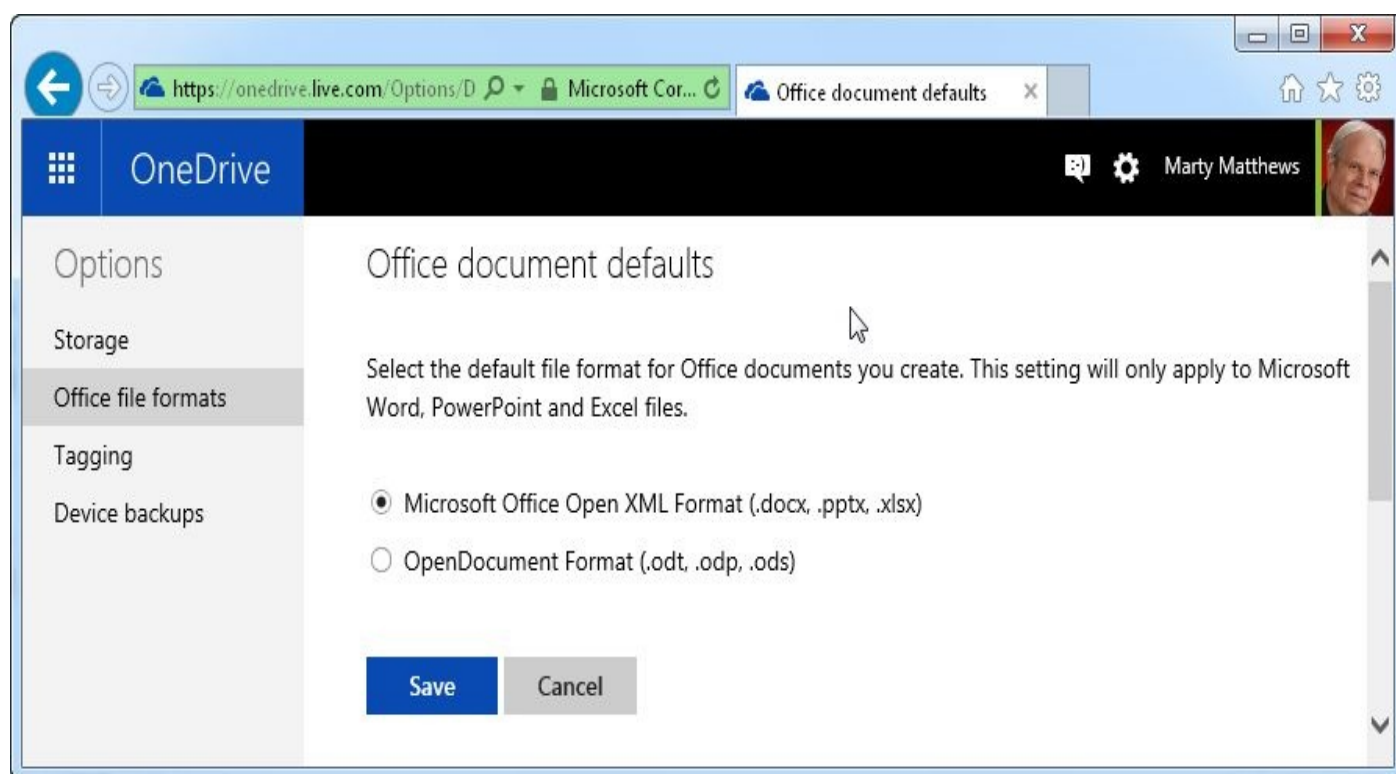 https://onedrive.live.com/Options/D
Microsoft Cor...
Office document defaults
OneDrive
Marty Matthews
Options
Storage
Office file formats
Tagging
Device backups
Office document defaults
Select the default file format for Office documents you create. This setting will only apply to Microsoft
Word, PowerPoint and Excel files.
Microsoft Office Open XML Format (.docx, .pptx, .xlsx)
OpenDocument Format (.odt, .odp, .ods)
Save
Cancel